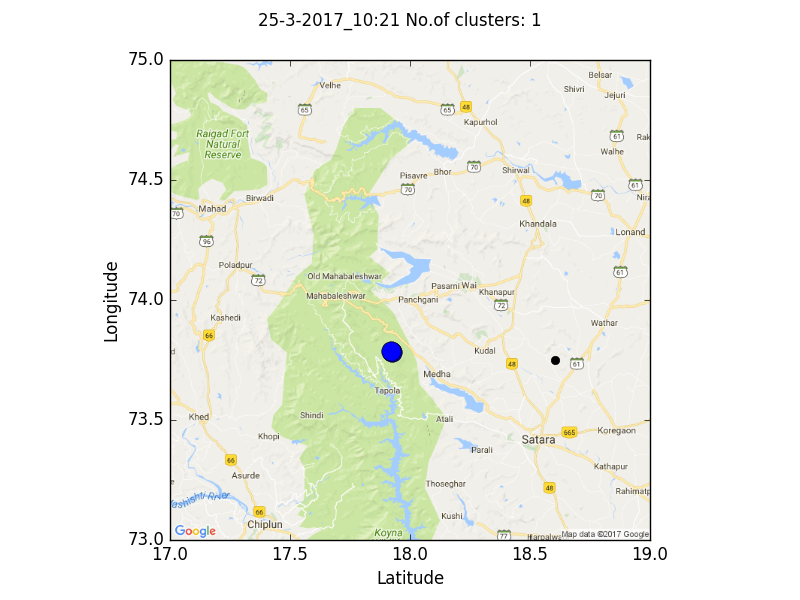 25-3-2017_10:21 No.of clusters: 1
75.0
74.5
74.0
73.5
73.0
17.0 17.5 18.0 18.5 19.0
Longitude
Latitude
Belsar
Velhe
Shivri
Jejuri
65
65
48
Kapurhol
61
Raigad Fort
Natural
Reserve
Rak
Walhe
70
Pisavre Bhor
Shirwal
61
70
70
Birwadi
48
Nira
Mahad
70
Khandala
Lonand
96
Poladpur
61
72
Old Mahabaleshwar
Pasarni Wai
Khanapur
Mahabaleshwar
Panchgani
72
Kashedi
Wathar
66
d
Kudal
48
61
Medha
Tapola
Khed
Shindi
Atali
665
Koregaon
Khopi
Satara
Parali
66
Kathapur
Asurde
e
Thoseghar
48
Rahimatp
Vashishti River
66
Kushi
Chiplun
Google
Koyna
77
Harpalwa
Map data ©2017 Google